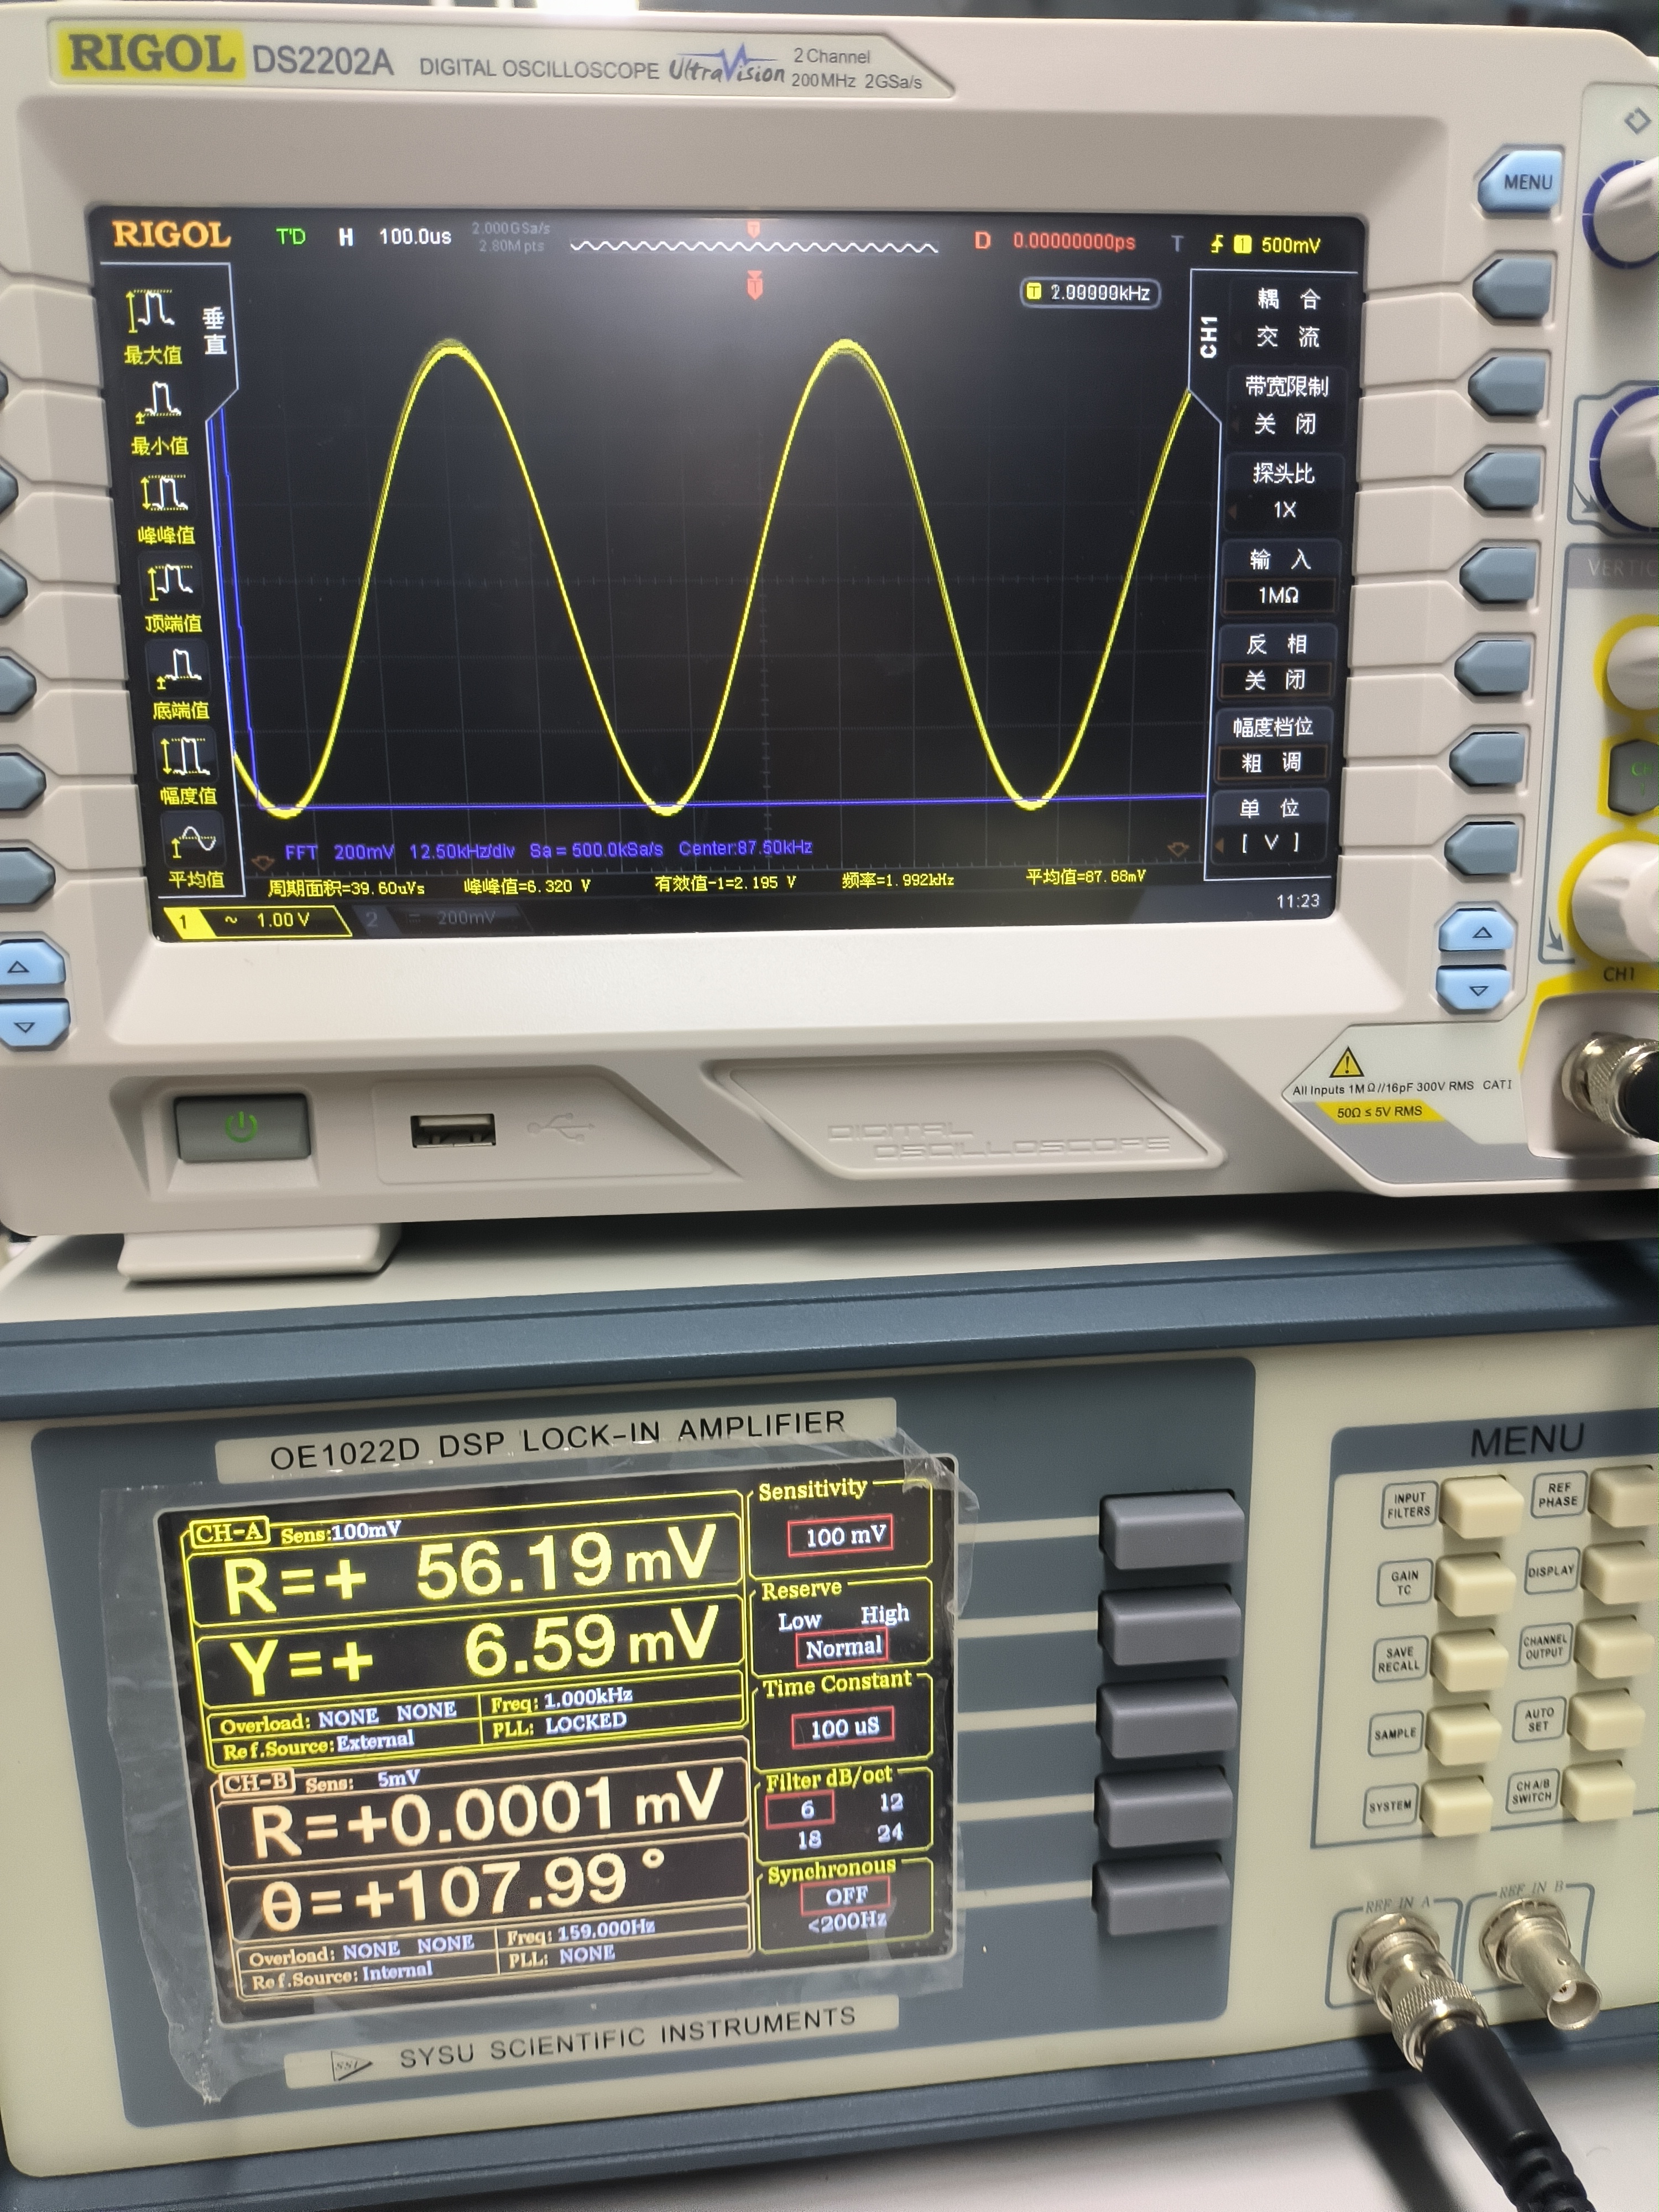 RIGOL DS2202A DIGITAL OSCILLOSCOPE UltraVision 2 Channel
200MHz 2GSa/s
MENU
RIGOL T'D H 100.0us 2.000GSa/s D 0.00000000ps T 1 500mV
2.80M pts
T 2.00000kHz
垂直
最大值
最小值
峰峰值
顶端值
底端值
幅度值
平均值
CH1
耦合
交流
带宽限制
关闭
探头比
1X
输入
1MΩ
反相
关闭
幅度档位
粗调
单位
[ V ]
FFT 200mV 12.50kHz/div Sa = 500.0kSa/s Center:87.50kHz
周期面积=39.60uVs 峰峰值=6.320 V 有效值-1=2.195 V 频率=1.992kHz 平均值=87.68mV
1 ~ 1.00 V 2 = 200mV 11:23
CH1
All Inputs 1MΩ//16pF 300V RMS CAT I
50Ω ≤ 5V RMS
DIGITAL
OSCILLOSCOPE
OE1022D DSP LOCK-IN AMPLIFIER
CH-A Sens:100mV
R=+ 56.19 mV
Y=+ 6.59 mV
Overload: NONE NONE Freq: 1.000kHz
Ref.Source:External PLL: LOCKED
CH-B Sens: 5mV
R=+0.0001 mV
θ=+107.99°
Overload: NONE NONE Freq: 159.000Hz
Ref.Source: Internal PLL: NONE
Sensitivity
100 mV
Reserve
Low High
Normal
Time Constant
100 uS
Filter dB/oct
6 12
18 24
Synchronous
OFF
<200Hz
SSI SYSU SCIENTIFIC INSTRUMENTS
MENU
INPUT FILTERS
REF PHASE
GAIN TC
DISPLAY
SAVE RECALL
CHANNEL OUTPUT
SAMPLE
AUTO SET
SYSTEM
CH A/B SWITCH
REF IN A
REF IN B